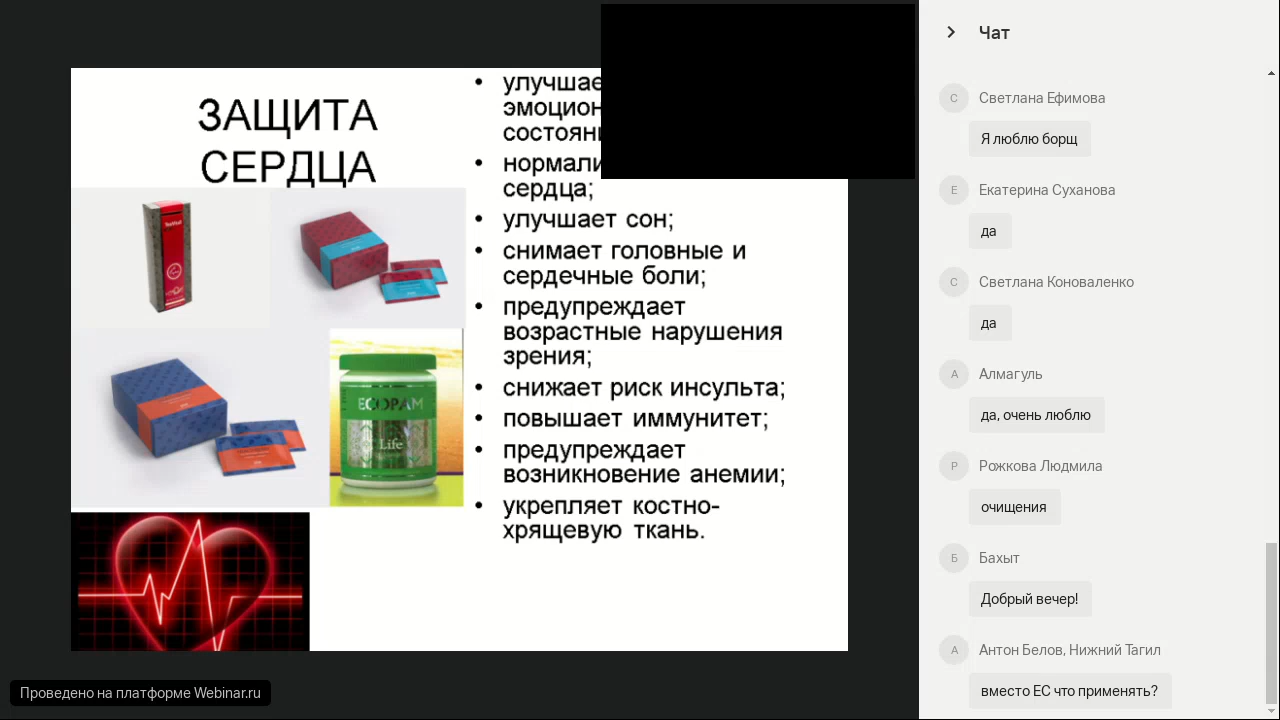 ЗАЩИТА
СЕРДЦА
ECOPAM
Life
• улучшае
эмоцион
состоян
• нормали
сердца;
• улучшает сон;
• снимает головные и
сердечные боли;
• предупреждает
возрастные нарушения
зрения;
• снижает риск инсульта;
• повышает иммунитет;
• предупреждает
возникновение анемии;
• укрепляет костно-
хрящевую ткань.
Проведено на платформе Webinar.ru
Чат
С Светлана Ефимова
Я люблю борщ
Е Екатерина Суханова
да
С Светлана Коноваленко
да
А Алмагуль
да, очень люблю
Р Рожкова Людмила
очищения
Б Бахыт
Добрый вечер!
А Антон Белов, Нижний Тагил
вместо ЕС что применять?